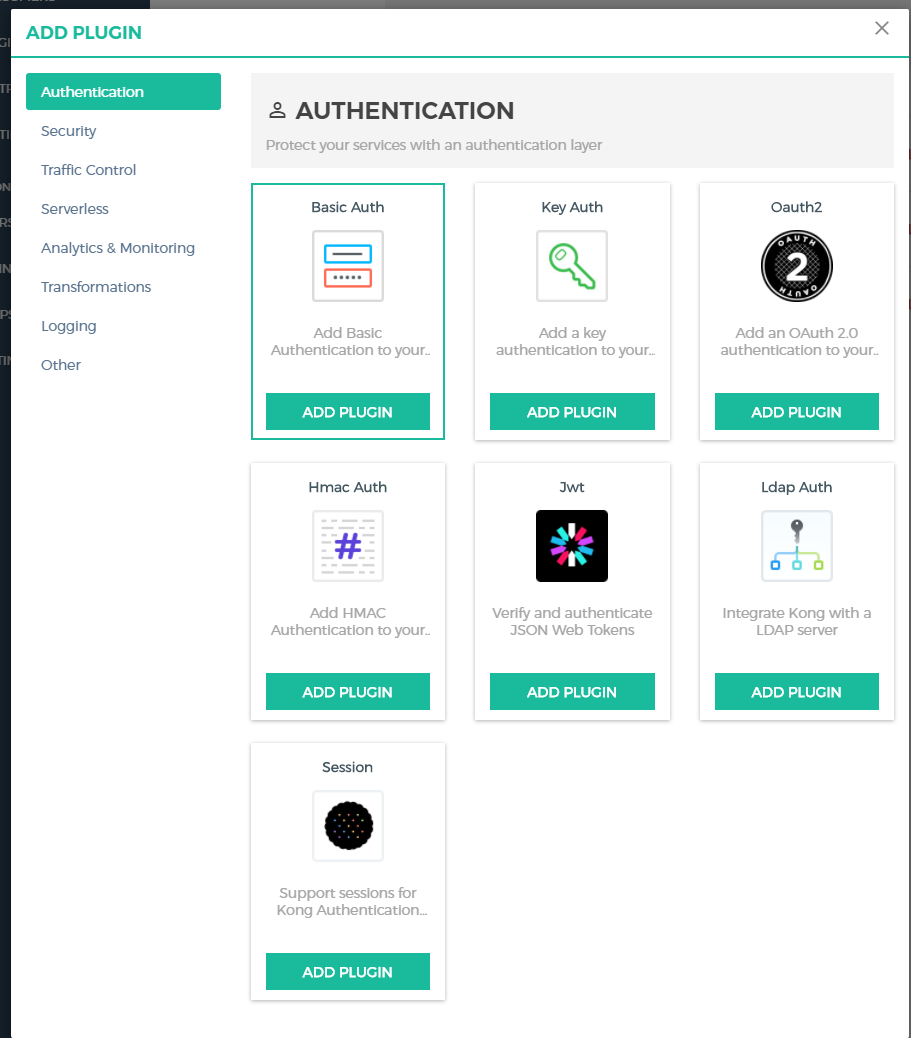 ADD PLUGIN
Authentication
Security
Traffic Control
Serverless
Analytics & Monitoring
Transformations
Logging
Other
AUTHENTICATION
Protect your services with an authentication layer
Basic Auth
Add Basic
Authentication to your..
ADD PLUGIN
Key Auth
Add a key
authentication to your...
ADD PLUGIN
Oauth2
OAUTH
2
OAUTH
Add an OAuth 2.0
authentication to your..
ADD PLUGIN
Hmac Auth
#
Add HMAC
Authentication to your..
ADD PLUGIN
Jwt
Verify and authenticate
JSON Web Tokens
ADD PLUGIN
Ldap Auth
Integrate Kong with a
LDAP server
ADD PLUGIN
Session
Support sessions for
Kong Authentication...
ADD PLUGIN